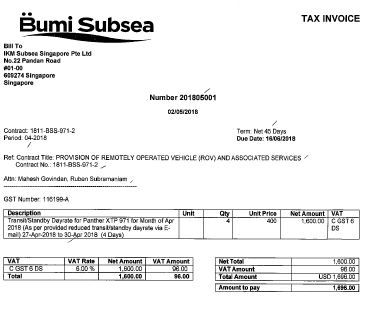 Bumi Subsea
TAX INVOICE
Bill To
IKM Subsea Singapore Pte Ltd
No.22 Pandan Road
#01-00
609274 Singapore
Singapore
Number 201805001
02/05/2018
Contract: 1811-BSS-971-2
Period: 04-2018
Term: Net 45 Days
Due Date: 16/06/2018
Ref: Contract Title: PROVISION OF REMOTELY OPERATED VEHICLE (ROV) AND ASSOCIATED SERVICES
Contract No.: 1811-BSS-971-2
Attn: Mahesh Govindan, Ruben Subramaniam
GST Number: 116199-A
Description Unit Qty Unit Price Net Amount VAT
Transit/Standby Dayrate for Panther XTP 971 for Month of Apr 4 400 1,600.00 C GST 6
2018 (As per provided reduced transit/standby dayrate via E- DS
mail) 27-Apr-2018 to 30-Apr 2018 (4 Days)
VAT VAT Rate Net Amount VAT Amount
C GST 6 DS 6.00 % 1,600.00 96.00
Total 1,600.00 96.00
Net Total 1,600.00
VAT Amount 96.00
Total Amount USD 1,696.00
Amount to pay 1,696.00